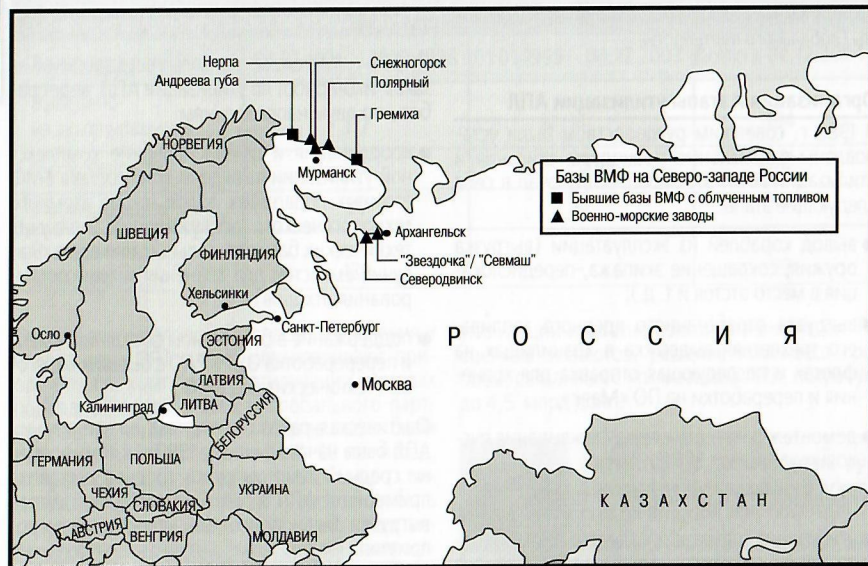 Нерпа
Андреева губа
Снежногорск
Полярный
Гремиха
НОРВЕГИЯ
Мурманск
Базы ВМФ на Северо-западе России
Бывшие базы ВМФ с облученным топливом
Военно-морские заводы
ШВЕЦИЯ
Архангельск
ФИНЛЯНДИЯ
"Звездочка"/ "Севмаш"
Северодвинск
Хельсинки
Санкт-Петербург
Осло
ЭСТОНИЯ
РОССИЯ
ЛАТВИЯ
Москва
Калининград
ЛИТВА
БЕЛОРУССИЯ
ГЕРМАНИЯ
ПОЛЬША
УКРАИНА
КАЗАХСТАН
ЧЕХИЯ
СЛОВАКИЯ
АВСТРИЯ
ВЕНГРИЯ
МОЛДАВИЯ